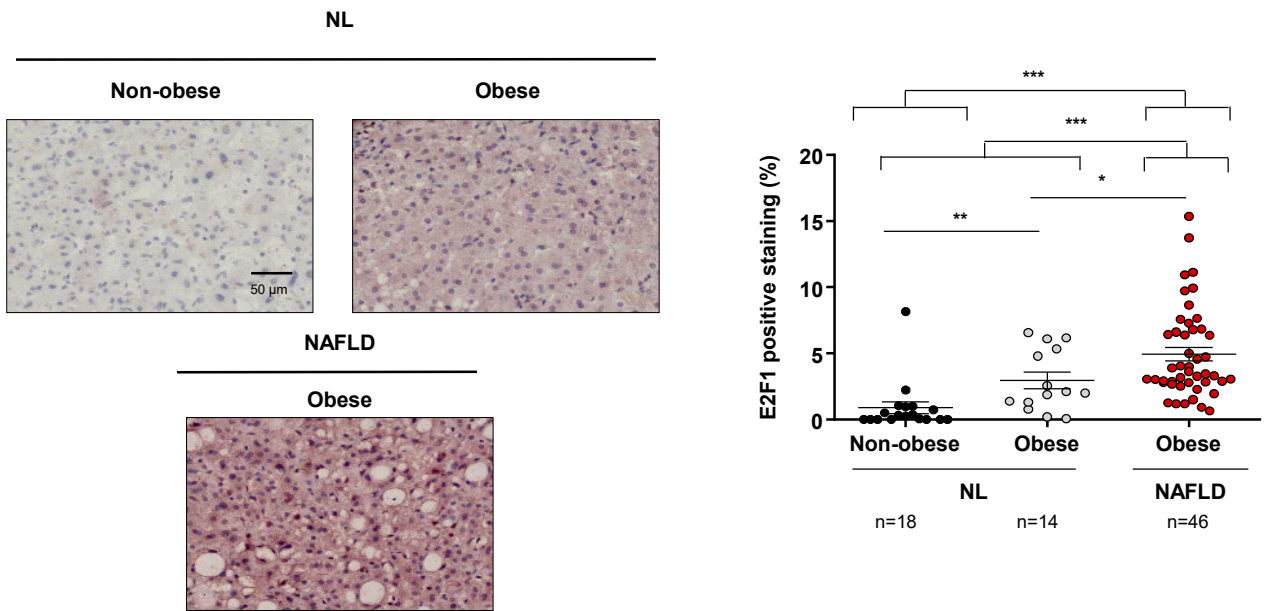 NL
Non-obese
Obese
50 μm
NAFLD
Obese
***
***
*
**
E2F1 positive staining (%)
20
15
10
5
0
Non-obese
Obese
Obese
NL
NAFLD
n=18
n=14
n=46